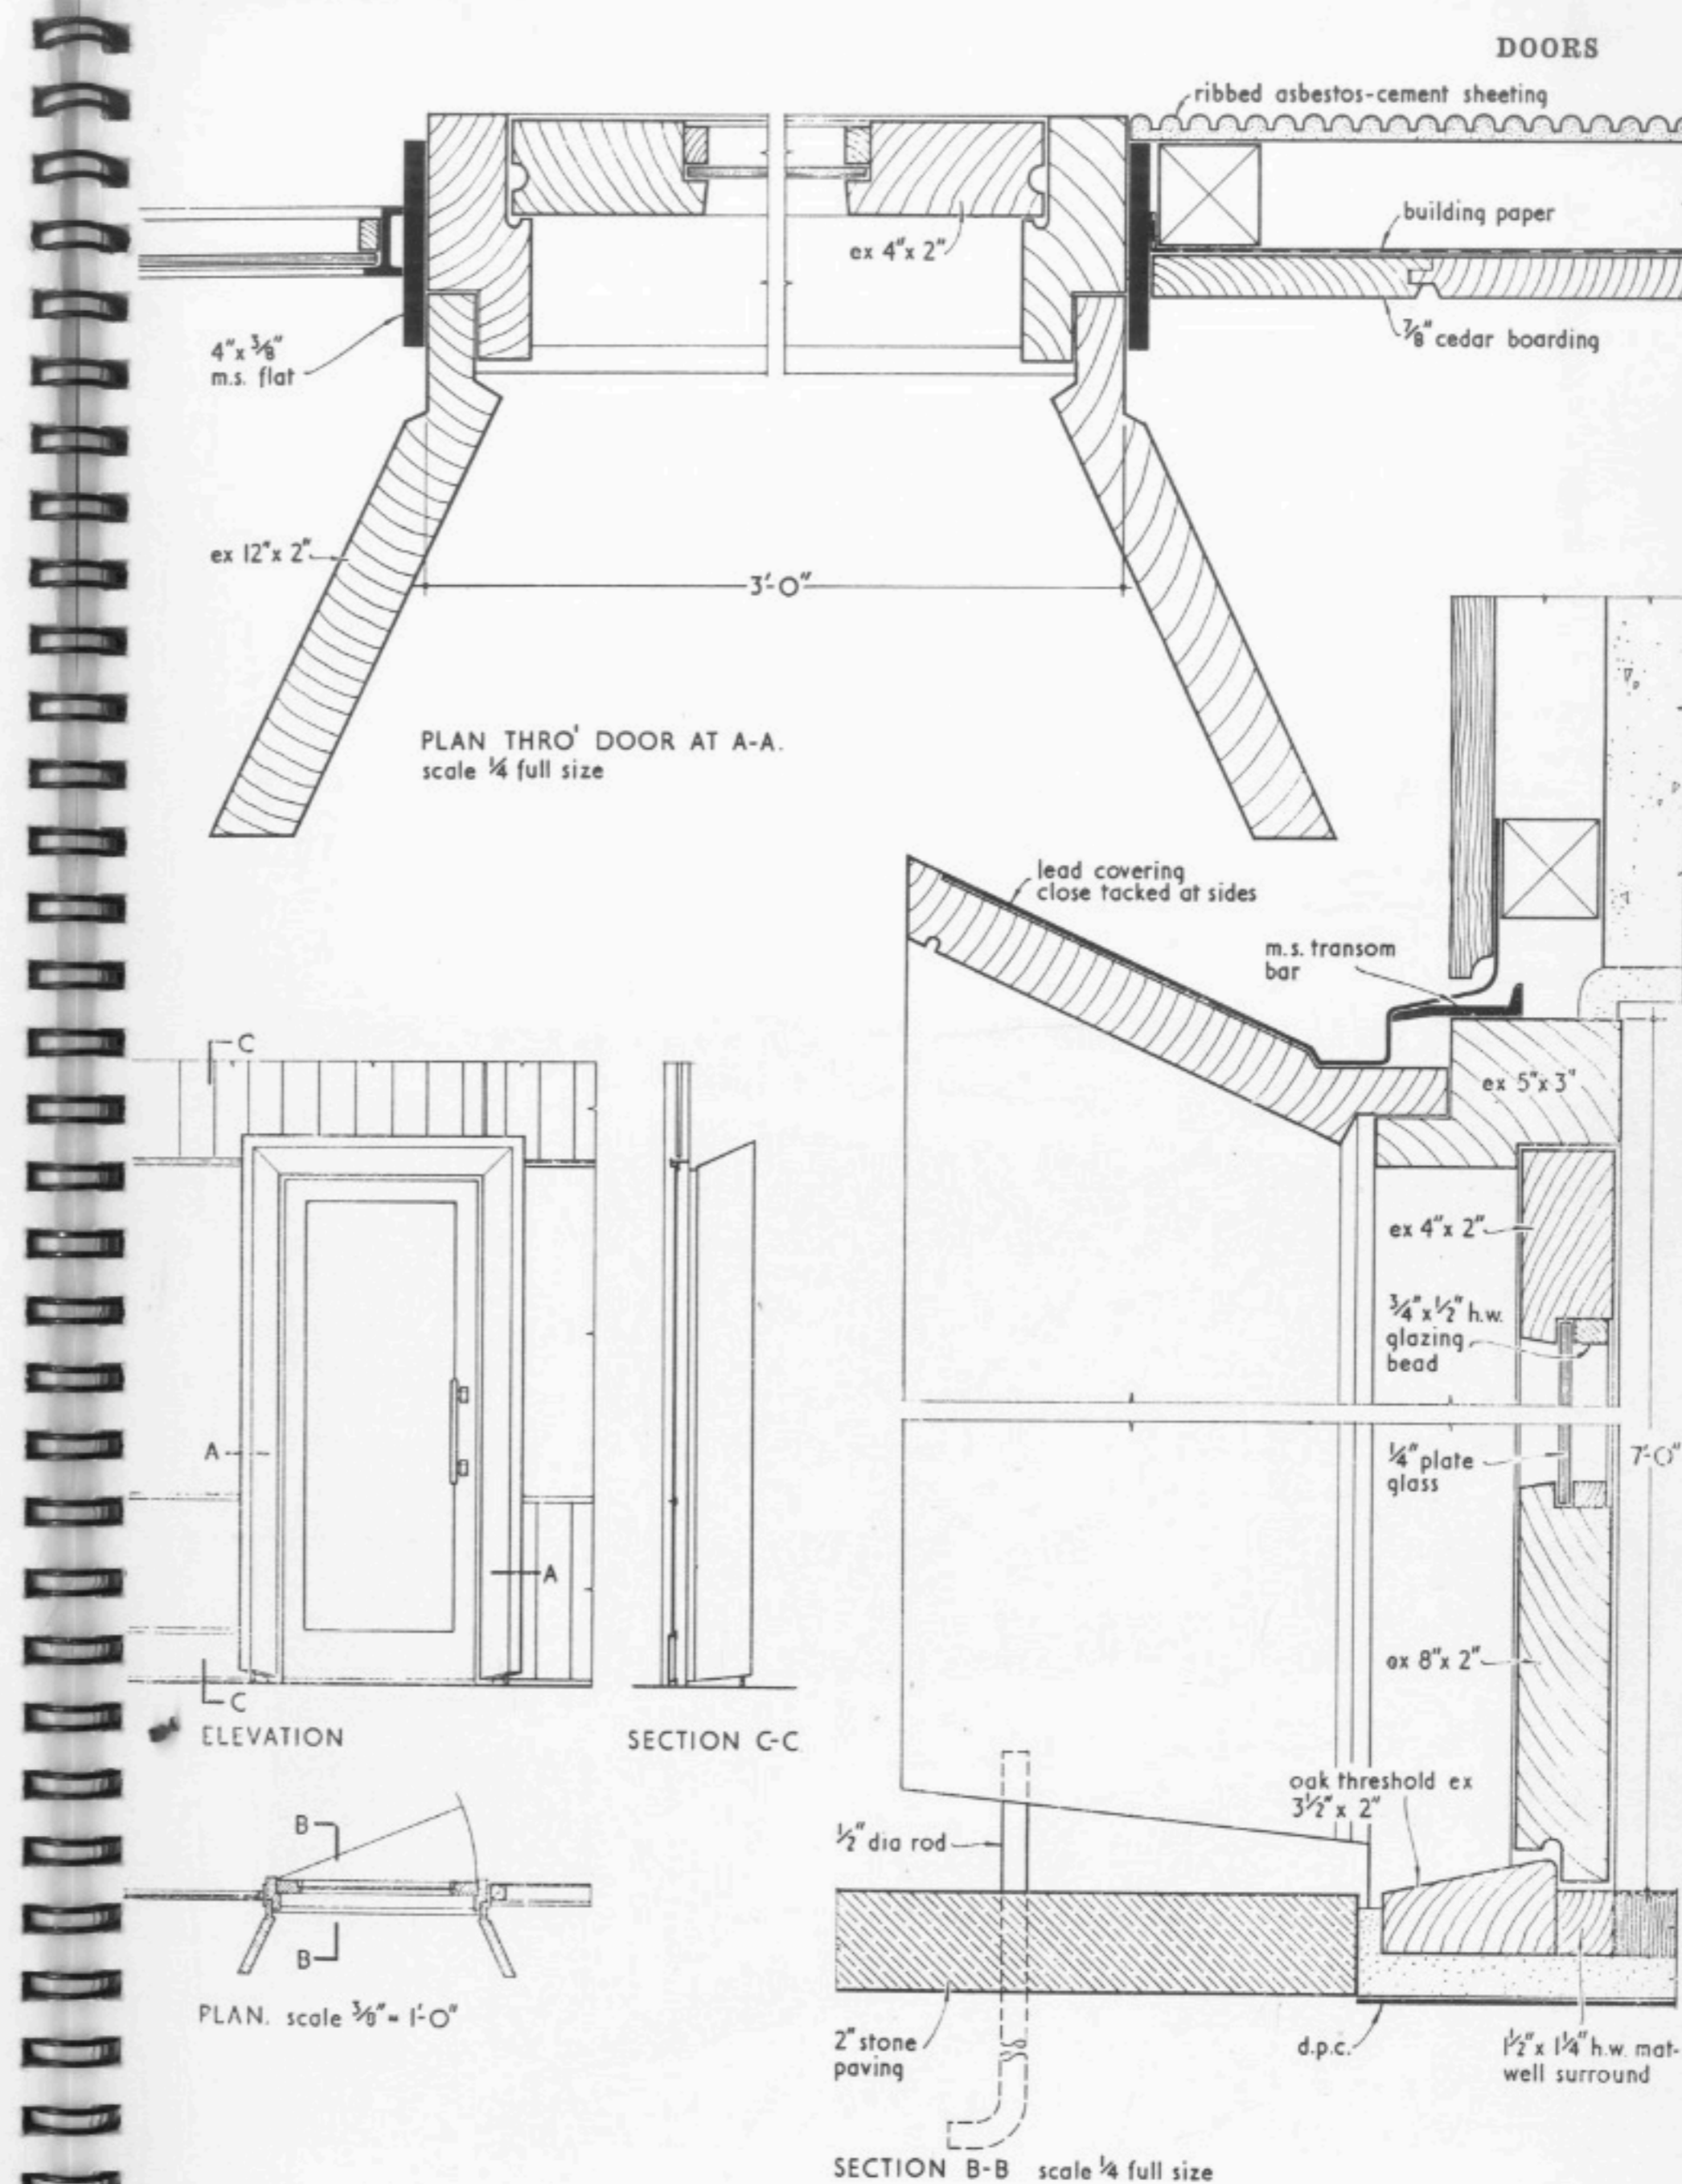 DOORS
ribbed asbestos-cement sheeting
building paper
ex 4"x 2"
7/8" cedar boarding
4"x 3/8"
m.s. flat
ex 12"x 2"
3'-0"
PLAN THRO' DOOR AT A-A.
scale 1/4 full size
lead covering
close tacked at sides
m.s. transom
bar
ex 5"x 3"
ex 4"x 2"
3/4"x 1/2" h.w.
glazing
bead
1/4" plate
glass
7'-0"
ex 8"x 2"
oak threshold ex
3 1/2"x 2"
1/2" dia rod
2" stone
paving
d.p.c.
1 1/2"x 1 1/4" h.w. mat-
well surround
SECTION B-B scale 1/4 full size
C
A
A
C
ELEVATION
SECTION C-C
B
B
PLAN. scale 3/8" = 1'-0"